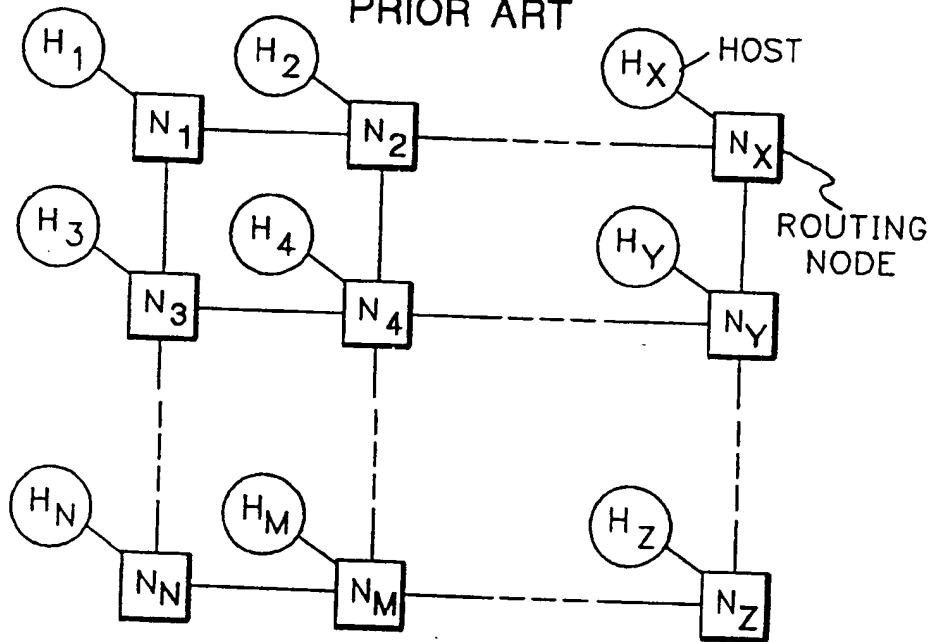 PRIOR ART
H1 H2 HX HOST
N1 N2 NX
ROUTING
NODE
H3 H4 HY
N3 N4 NY
HN HM HZ
NN NM NZ